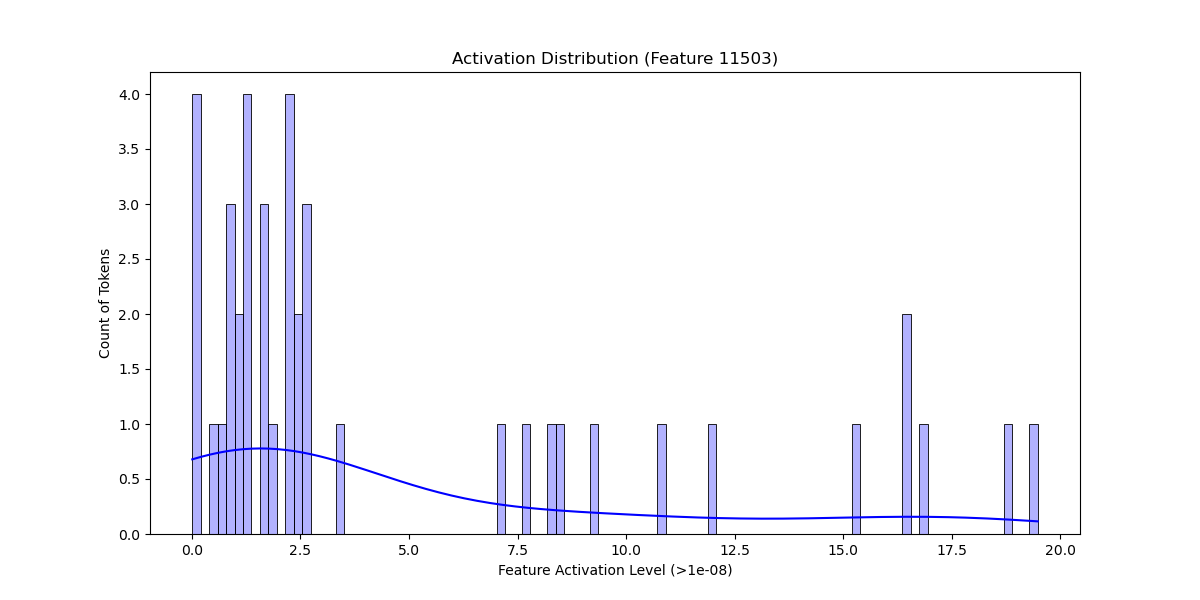 Activation Distribution (Feature 11503)
Count of Tokens
4.0
3.5
3.0
2.5
2.0
1.5
1.0
0.5
0.0
0.0 2.5 5.0 7.5 10.0 12.5 15.0 17.5 20.0
Feature Activation Level (>1e-08)